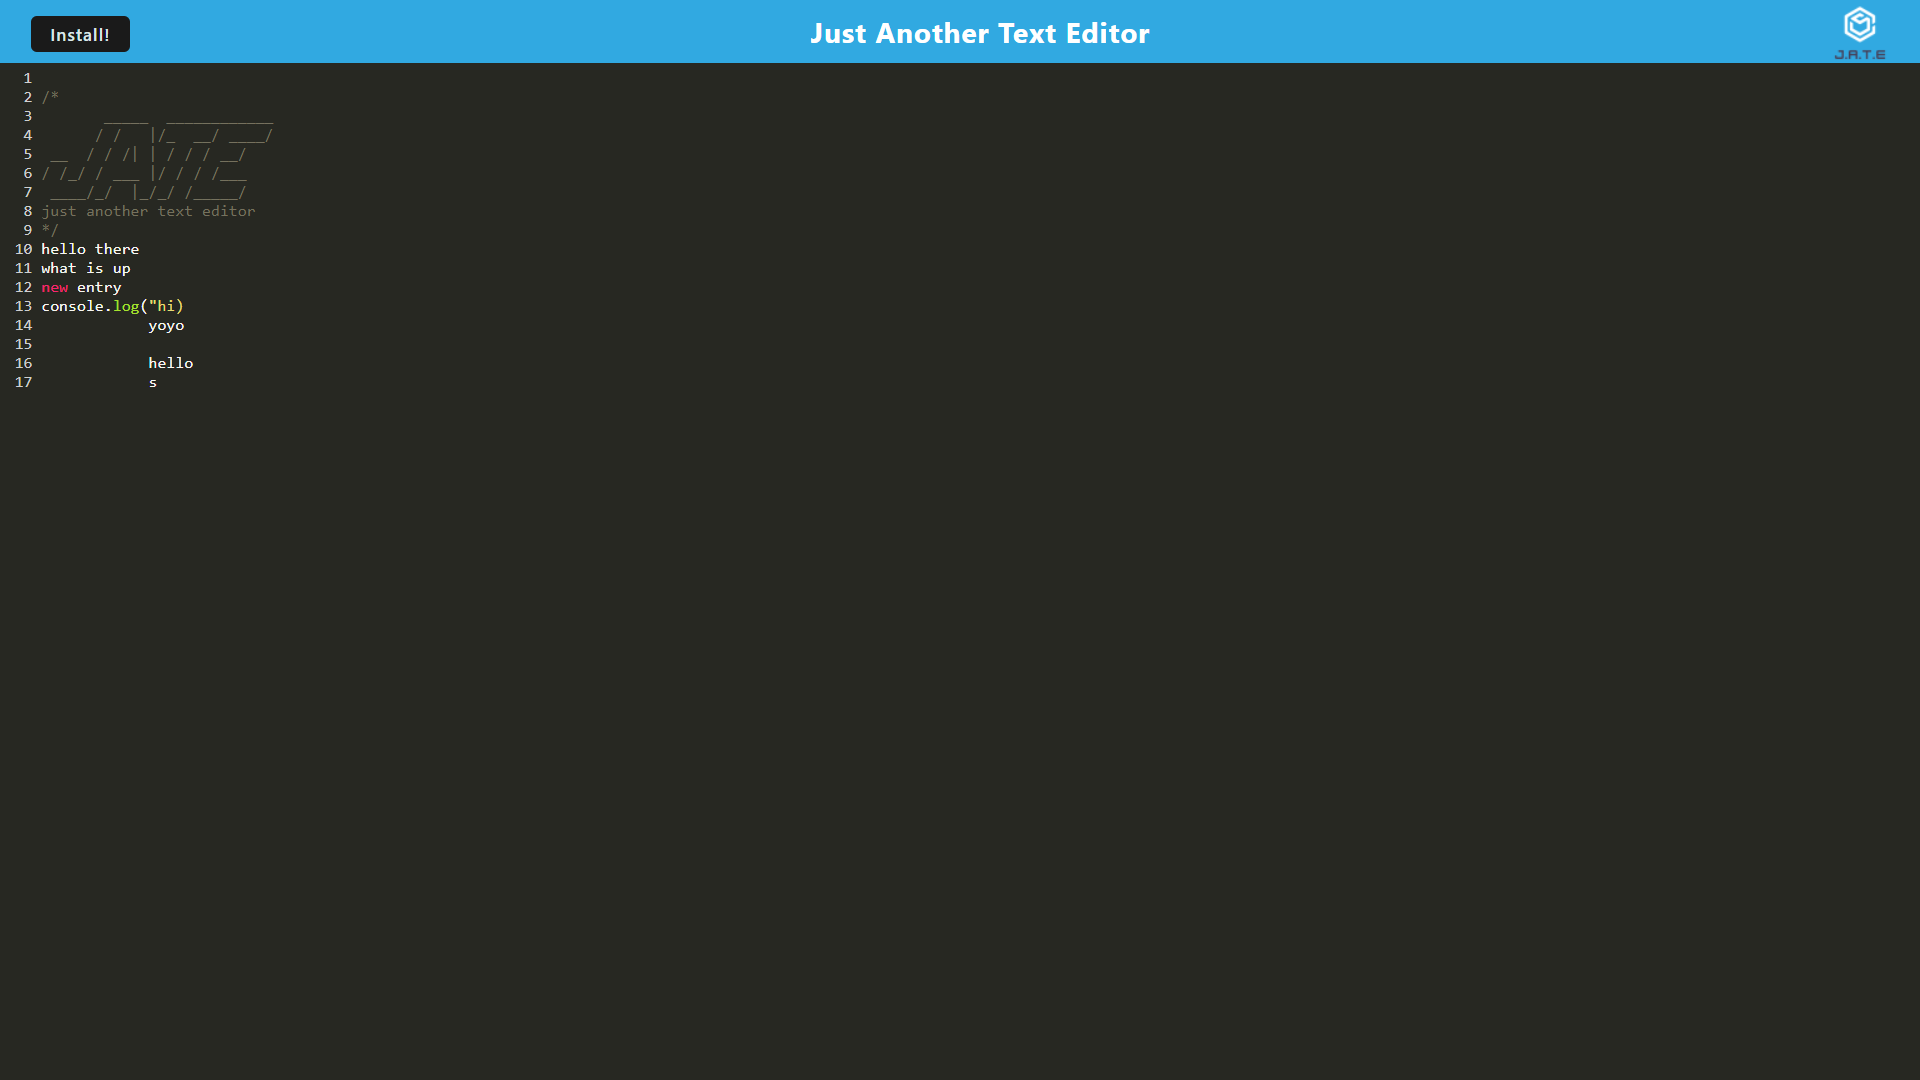 Install!
Just Another Text Editor
J.A.T.E
1
2 /*
3        _____  ____________
4       / /   |/_  __/ ____/
5  __  / / /| | / / / __/
6 / /_/ / ___ |/ / / /___
7  ____/_/  |_/_/ /_____/
8 just another text editor
9 */
10 hello there
11 what is up
12 new entry
13 console.log("hi)
14             yoyo
15
16             hello
17             s